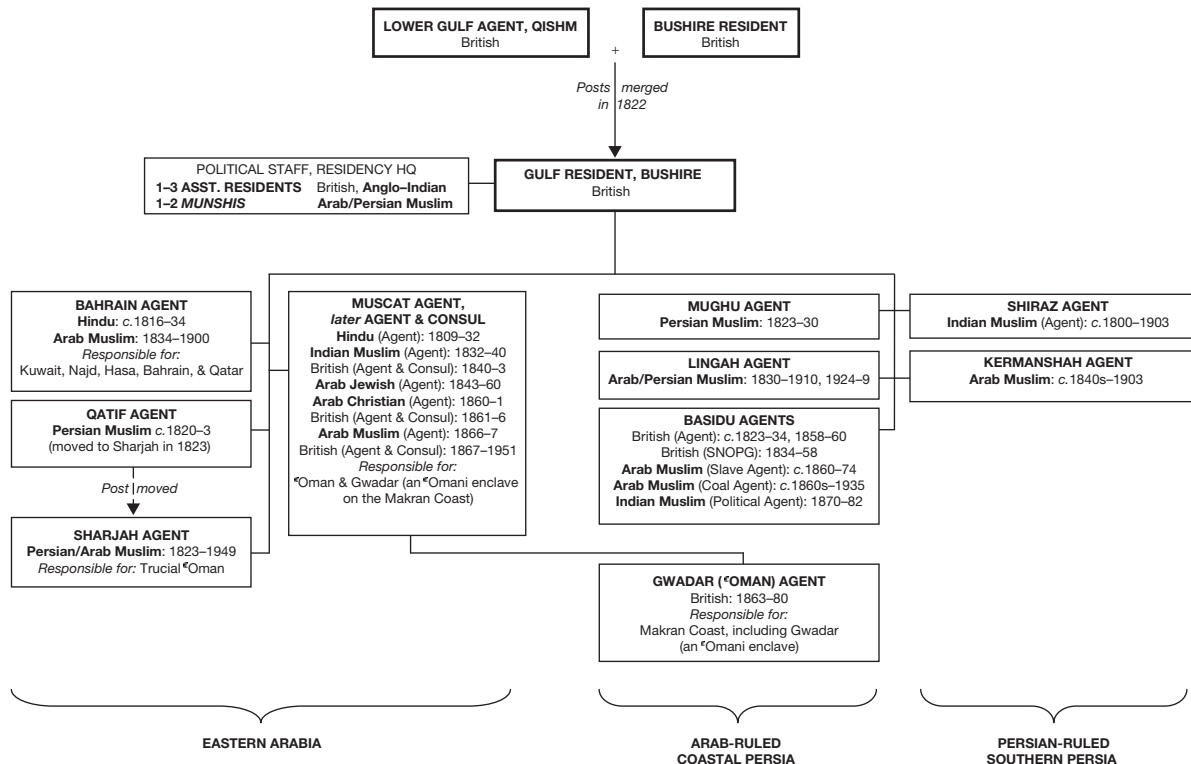 LOWER GULF AGENT, QISHM
British
+
BUSHIRE RESIDENT
British
Posts merged
in 1822
POLITICAL STAFF, RESIDENCY HQ
1–3 ASST. RESIDENTS British, Anglo–Indian
1–2 MUNSHIS Arab/Persian Muslim
GULF RESIDENT, BUSHIRE
British
BAHRAIN AGENT
Hindu: c.1816–34
Arab Muslim: 1834–1900
Responsible for:
Kuwait, Najd, Hasa, Bahrain, & Qatar
QATIF AGENT
Persian Muslim c.1820–3
(moved to Sharjah in 1823)
Post moved
SHARJAH AGENT
Persian/Arab Muslim: 1823–1949
Responsible for: Trucial ʿOman
MUSCAT AGENT,
later AGENT & CONSUL
Hindu (Agent): 1809–32
Indian Muslim (Agent): 1832–40
British (Agent & Consul): 1840–3
Arab Jewish (Agent): 1843–60
Arab Christian (Agent): 1860–1
British (Agent & Consul): 1861–6
Arab Muslim (Agent): 1866–7
British (Agent & Consul): 1867–1951
Responsible for:
ʿOman & Gwadar (an ʿOmani enclave
on the Makran Coast)
MUGHU AGENT
Persian Muslim: 1823–30
LINGAH AGENT
Arab/Persian Muslim: 1830–1910, 1924–9
BASIDU AGENTS
British (Agent): c.1823–34, 1858–60
British (SNOPG): 1834–58
Arab Muslim (Slave Agent): c.1860–74
Arab Muslim (Coal Agent): c.1860s–1935
Indian Muslim (Political Agent): 1870–82
GWADAR (ʿOMAN) AGENT
British: 1863–80
Responsible for:
Makran Coast, including Gwadar
(an ʿOmani enclave)
SHIRAZ AGENT
Indian Muslim (Agent): c.1800–1903
KERMANSHAH AGENT
Arab Muslim: c.1840s–1903
EASTERN ARABIA
ARAB-RULED
COASTAL PERSIA
PERSIAN-RULED
SOUTHERN PERSIA